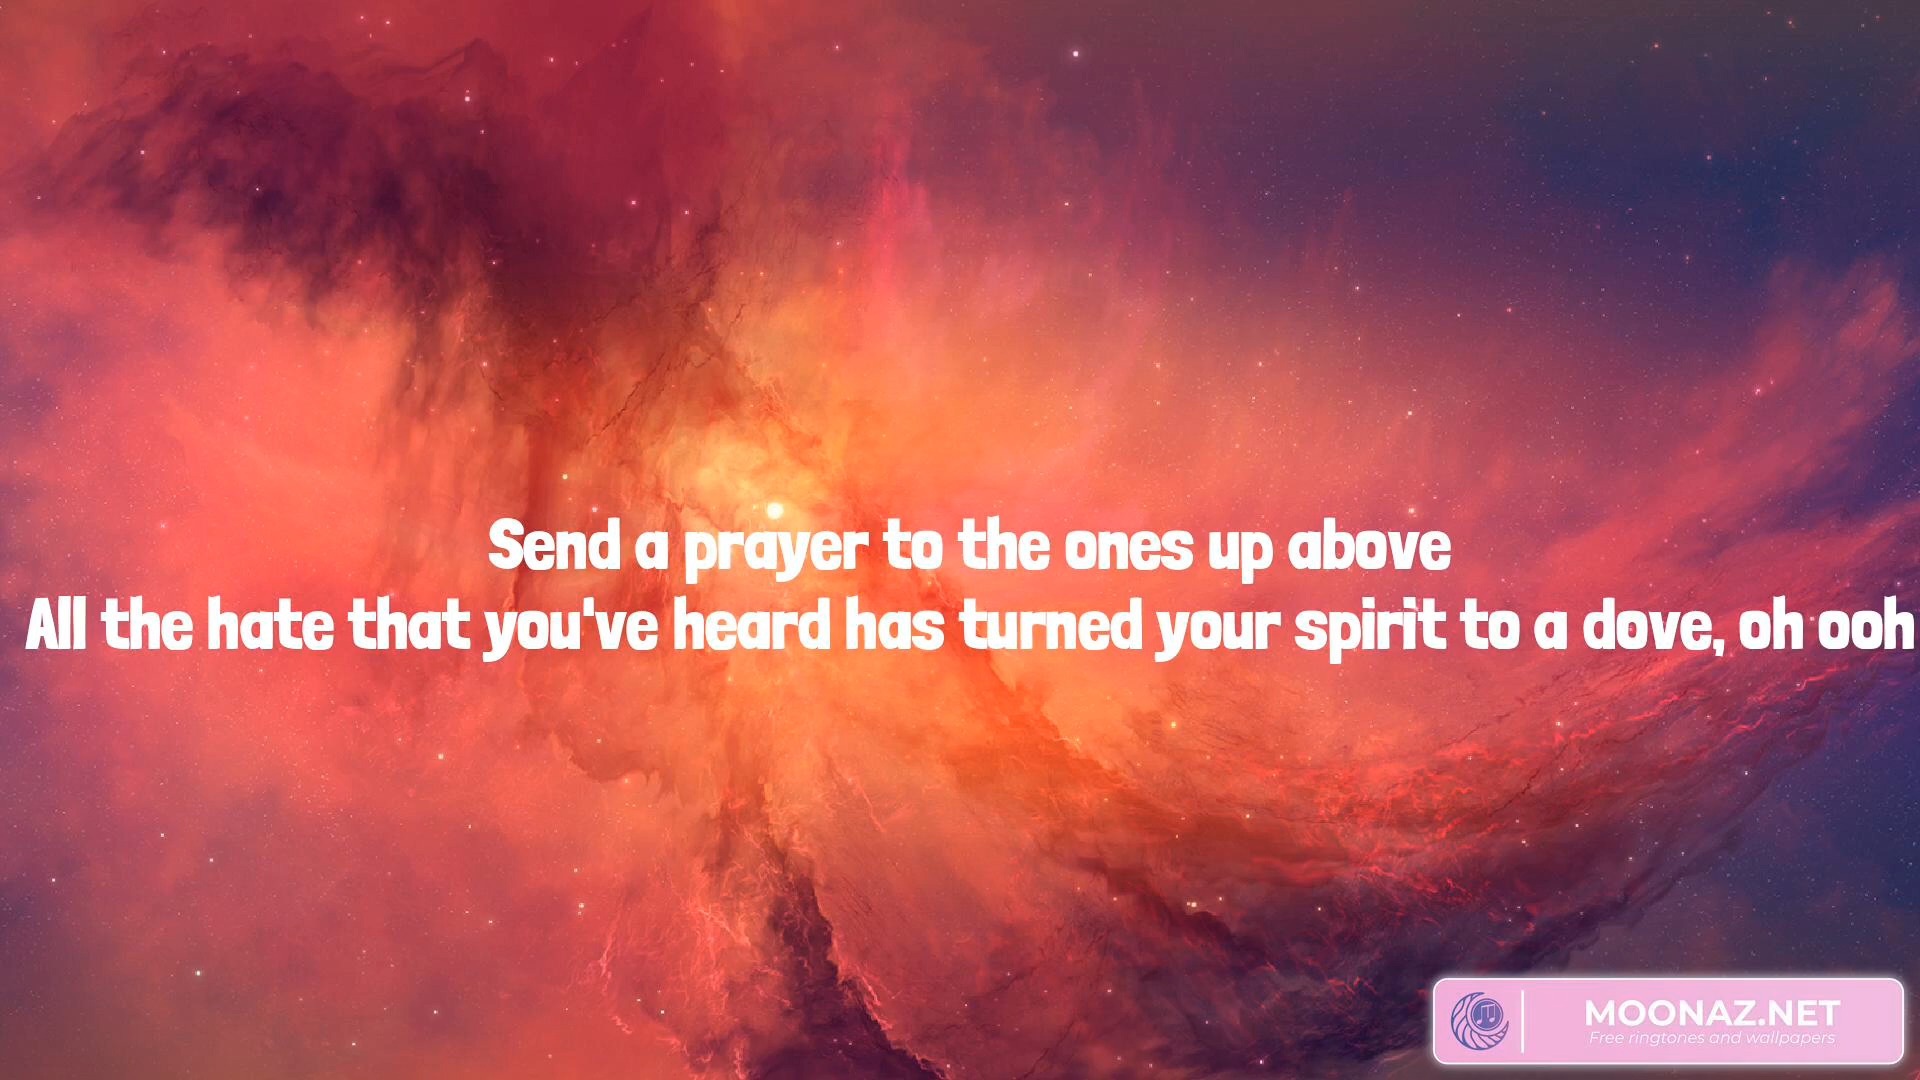 Send a prayer to the ones up above
All the hate that you've heard has turned your spirit to a dove, oh ooh
MOONAZ.NET
Free ringtones and wallpapers